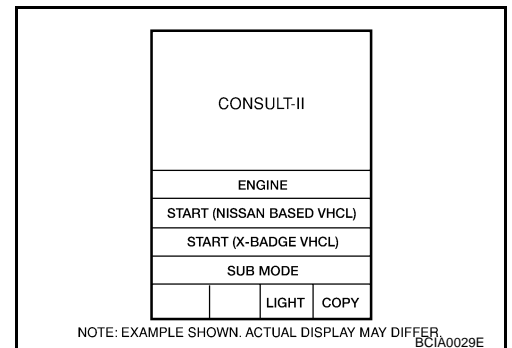 CONSULT-II
ENGINE
START (NISSAN BASED VHCL)
START (X-BADGE VHCL)
SUB MODE
LIGHT COPY
NOTE: EXAMPLE SHOWN. ACTUAL DISPLAY MAY DIFFER.
BCIA0029E